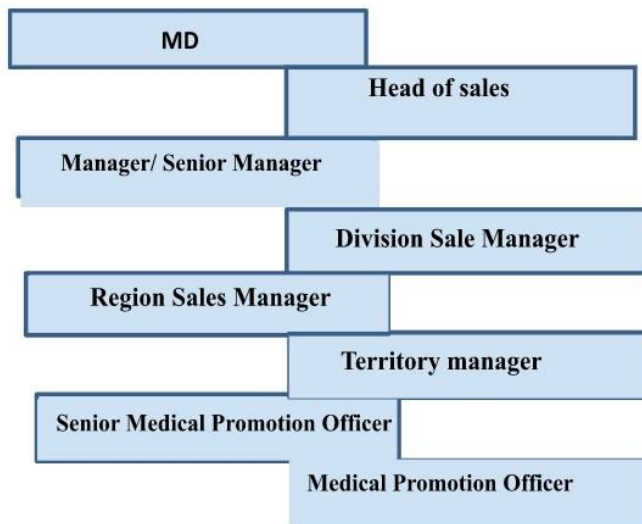 MD
Head of sales
Manager/ Senior Manager
Division Sale Manager
Region Sales Manager
Territory manager
Senior Medical Promotion Officer
Medical Promotion Officer